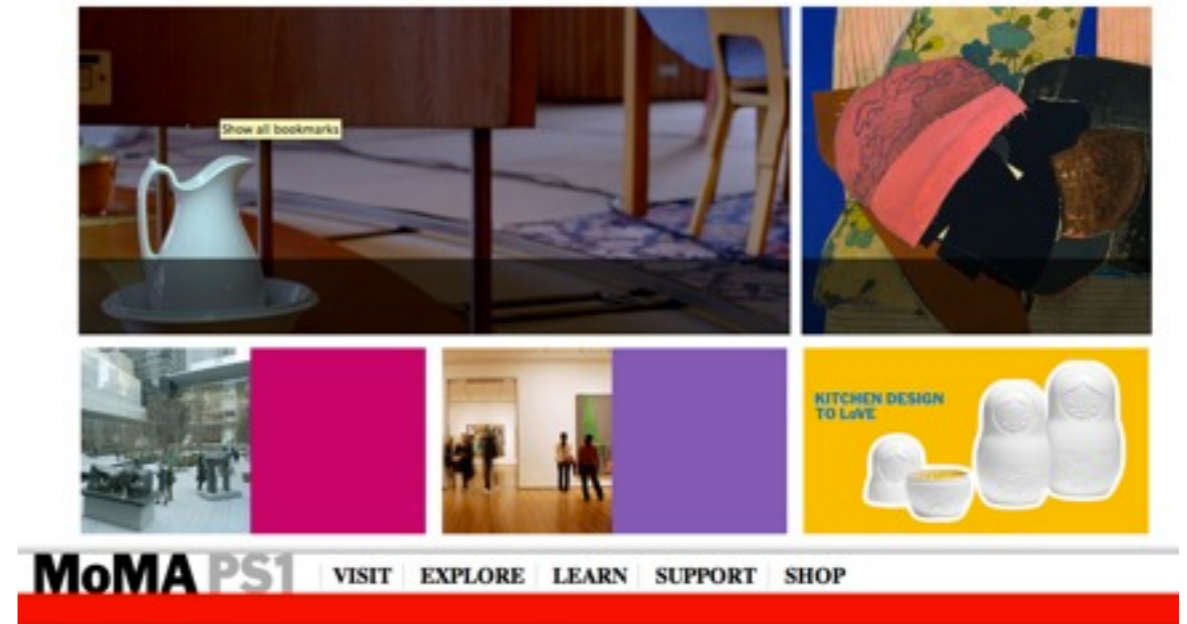 Show all bookmarks
KITCHEN DESIGN
TO LoVE
MoMA PS1 VISIT EXPLORE LEARN SUPPORT SHOP